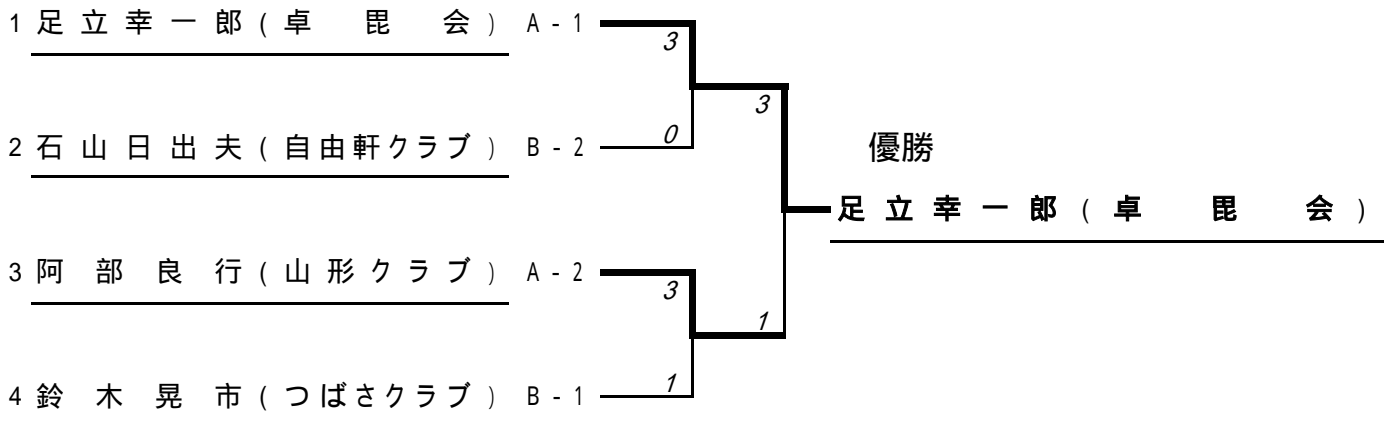 1 足立幸一郎(卓 毘 会) A-1
3
3
2 石山日出夫(自由軒クラブ) B-2
0
優勝
足立幸一郎(卓 毘 会)
3 阿部良行(山形クラブ) A-2
3
1
4 鈴木晃市(つばさクラブ) B-1
1